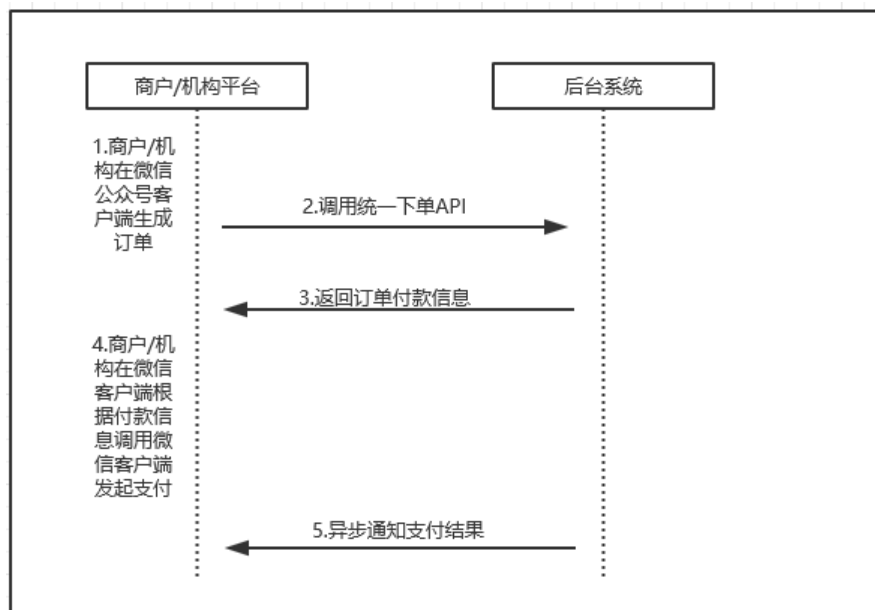 商户/机构平台
后台系统
1.商户/机
构在微信
公众号客
户端生成
订单
2.调用统一下单API
3.返回订单付款信息
4.商户/机
构在微信
客户端根
据付款信
息调用微
信客户端
发起支付
5.异步通知支付结果